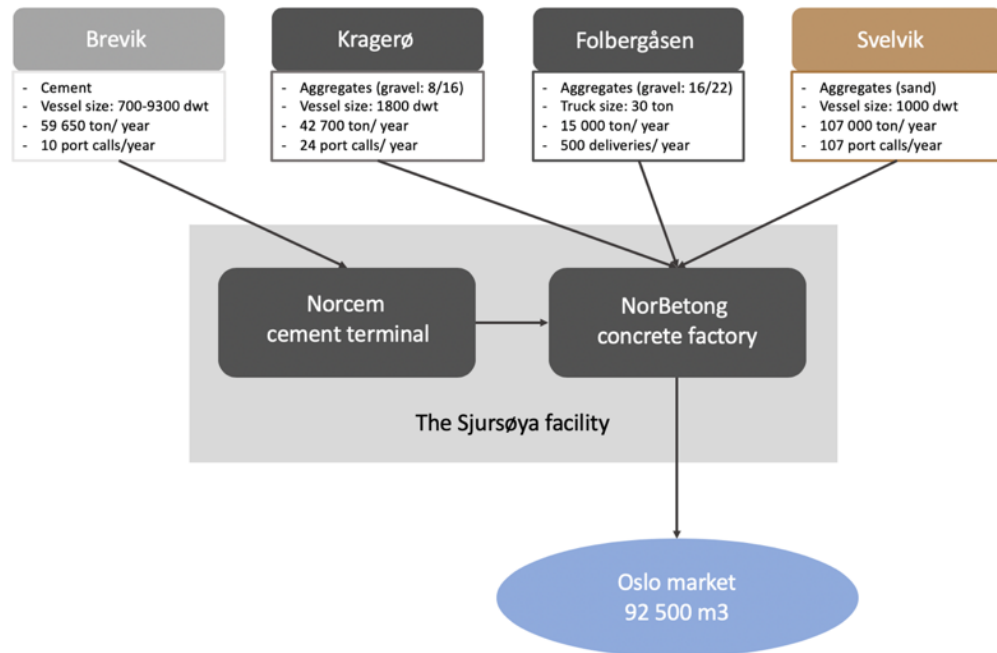 Brevik
- Cement
- Vessel size: 700-9300 dwt
- 59 650 ton/ year
- 10 port calls/year
Kragerø
- Aggregates (gravel: 8/16)
- Vessel size: 1800 dwt
- 42 700 ton/ year
- 24 port calls/ year
Folbergåsen
- Aggregates (gravel: 16/22)
- Truck size: 30 ton
- 15 000 ton/ year
- 500 deliveries/ year
Svelvik
- Aggregates (sand)
- Vessel size: 1000 dwt
- 107 000 ton/ year
- 107 port calls/year
Norcem
cement terminal
NorBetong
concrete factory
The Sjursøya facility
Oslo market
92 500 m3